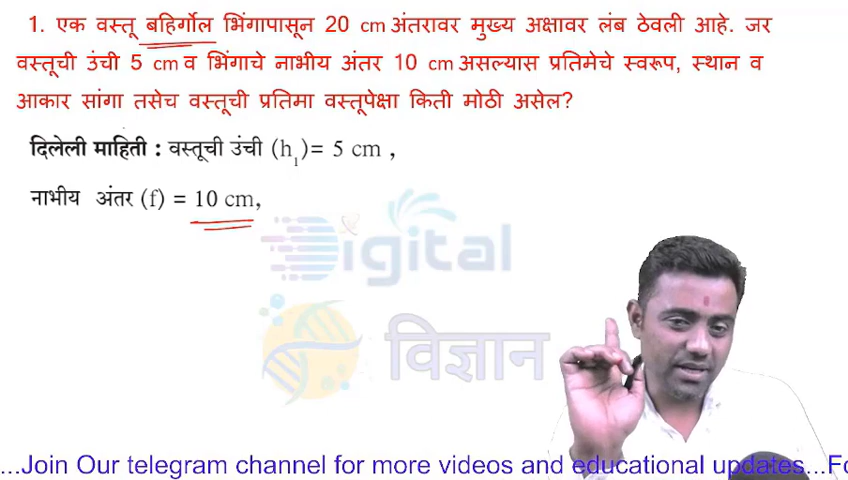 1. एक वस्तू बहिर्गोल भिंगापासून 20 cm अंतरावर मुख्य अक्षावर लंब ठेवली आहे. जर
वस्तूची उंची 5 cm व भिंगाचे नाभीय अंतर 10 cm असल्यास प्रतिमेचे स्वरूप, स्थान व
आकार सांगा तसेच वस्तूची प्रतिमा वस्तूपेक्षा किती मोठी असेल?
दिलेली माहिती : वस्तूची उंची (h₁)= 5 cm ,
नाभीय अंतर (f) = 10 cm,
Digital
विज्ञान
...Join Our telegram channel for more videos and educational updates...Fo